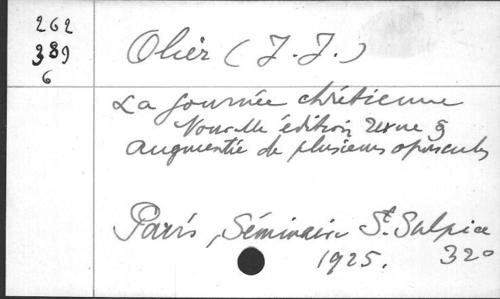 262
389
6
Olier (J. J.)
La Journée chrétienne
Nouvelle édition revue &
augmentée de plusieurs opuscules
Paris, Séminaire St. Sulpice
1925. 320